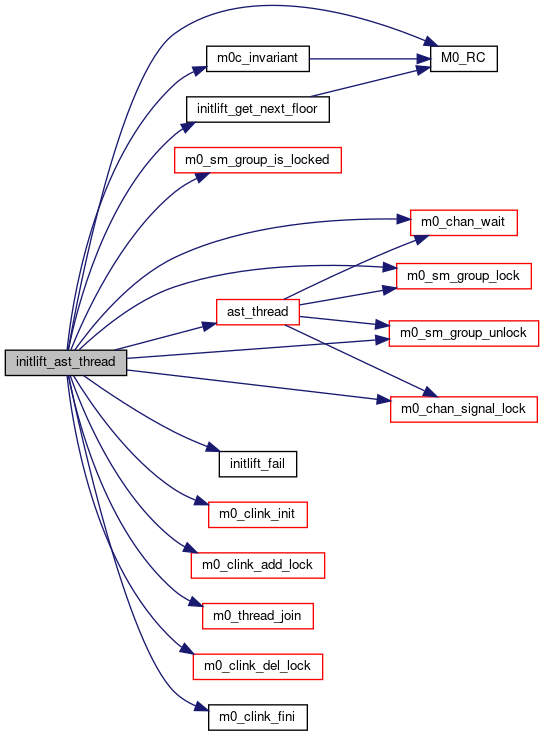 M0_RC
m0c_invariant
initlift_get_next_floor
m0_sm_group_is_locked
m0_chan_wait
m0_sm_group_lock
ast_thread
m0_sm_group_unlock
initlift_ast_thread
m0_chan_signal_lock
initlift_fail
m0_clink_init
m0_clink_add_lock
m0_thread_join
m0_clink_del_lock
m0_clink_fini